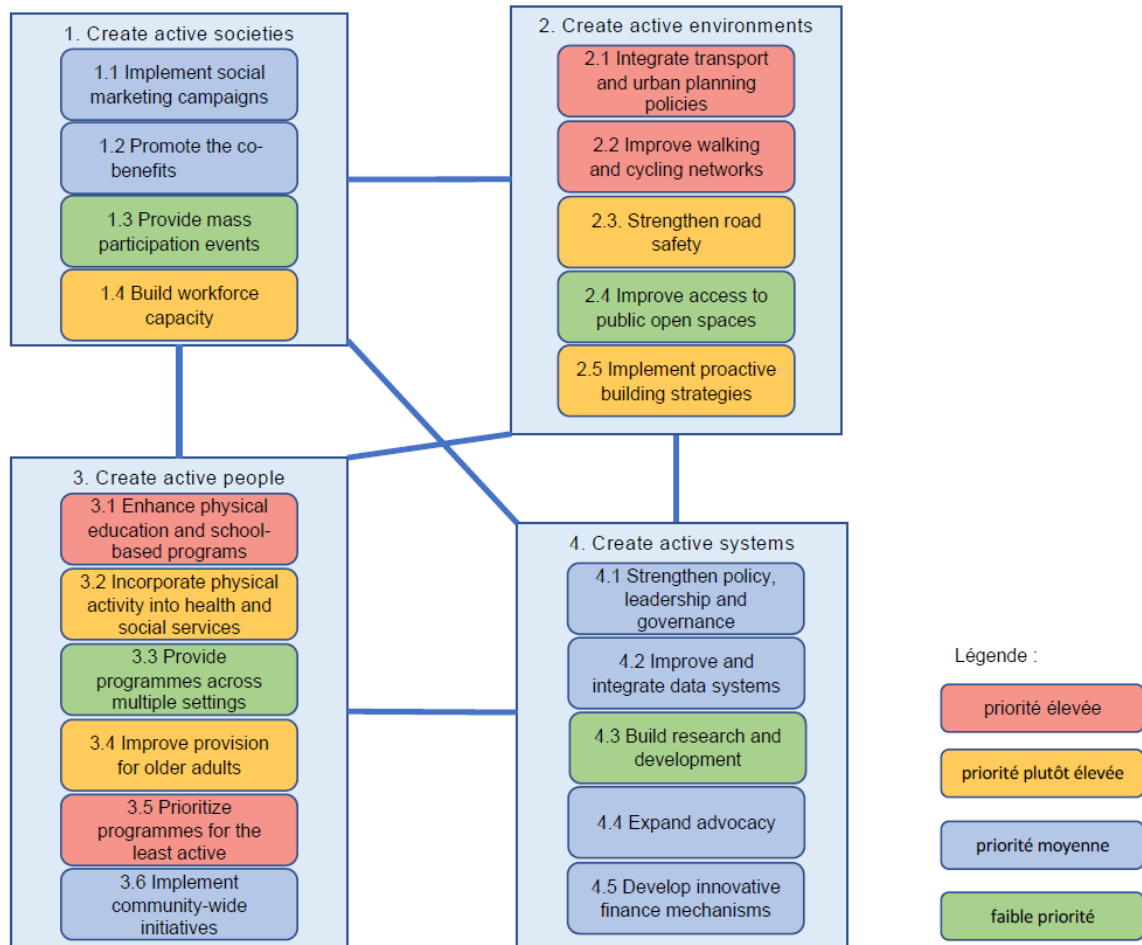 1. Create active societies
1.1 Implement social
marketing campaigns
1.2 Promote the co-
benefits
1.3 Provide mass
participation events
1.4 Build workforce
capacity
2. Create active environments
2.1 Integrate transport
and urban planning
policies
2.2 Improve walking
and cycling networks
2.3. Strengthen road
safety
2.4 Improve access to
public open spaces
2.5 Implement proactive
building strategies
3. Create active people
3.1 Enhance physical
education and school-
based programs
3.2 Incorporate physical
activity into health and
social services
3.3 Provide
programmes across
multiple settings
3.4 Improve provision
for older adults
3.5 Prioritize
programmes for the
least active
3.6 Implement
community-wide
initiatives
4. Create active systems
4.1 Strengthen policy,
leadership and
governance
4.2 Improve and
integrate data systems
4.3 Build research and
development
4.4 Expand advocacy
4.5 Develop innovative
finance mechanisms
Légende :
priorité élevée
priorité plutôt élevée
priorité moyenne
faible priorité